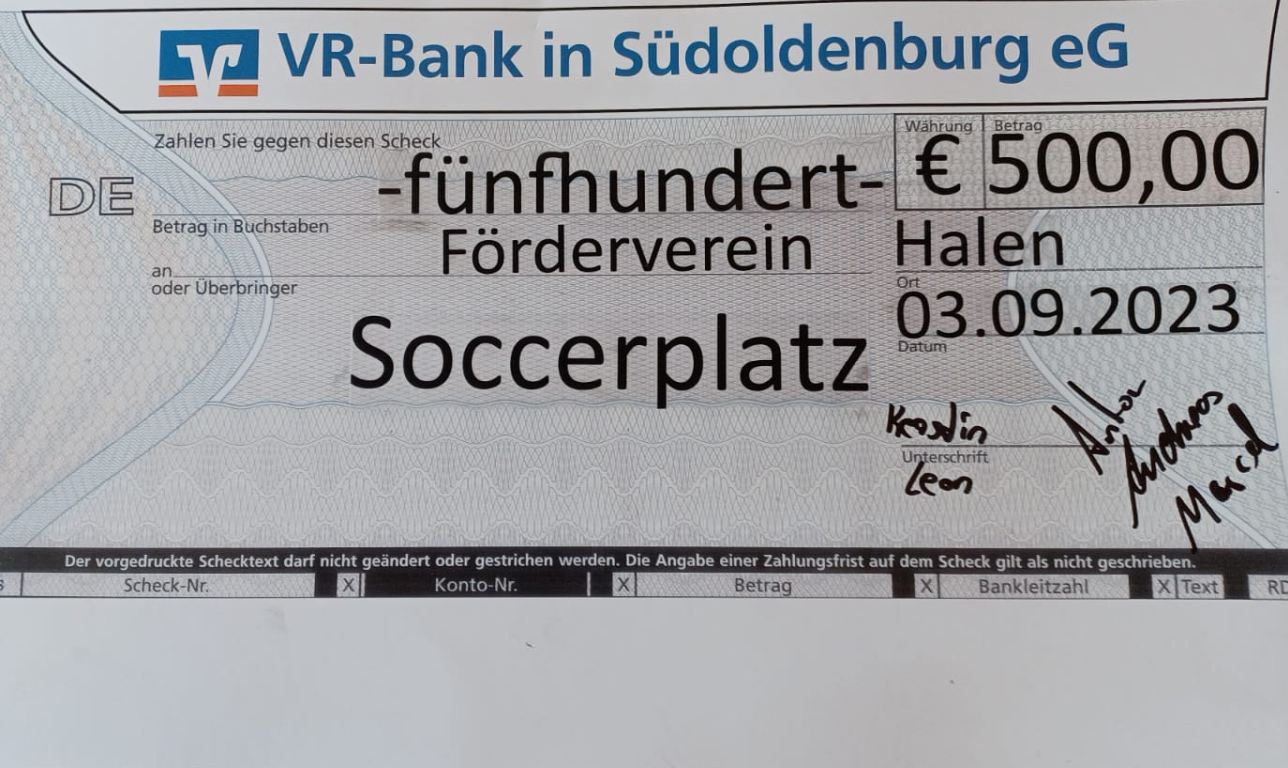 VR-Bank in Südoldenburg eG
Zahlen Sie gegen diesen Scheck
Währung Betrag
DE
-fünfhundert- € 500,00
Betrag in Buchstaben
Förderverein Halen
an
oder Überbringer
Ort
03.09.2023
Soccerplatz
Datum
Anton
Andreas
Marcel
Unterschrift
Leon
Der vorgedruckte Schecktext darf nicht geändert oder gestrichen werden. Die Angabe einer Zahlungsfrist auf dem Scheck gilt als nicht geschrieben.
Scheck-Nr. X Konto-Nr. X Betrag X Bankleitzahl X Text